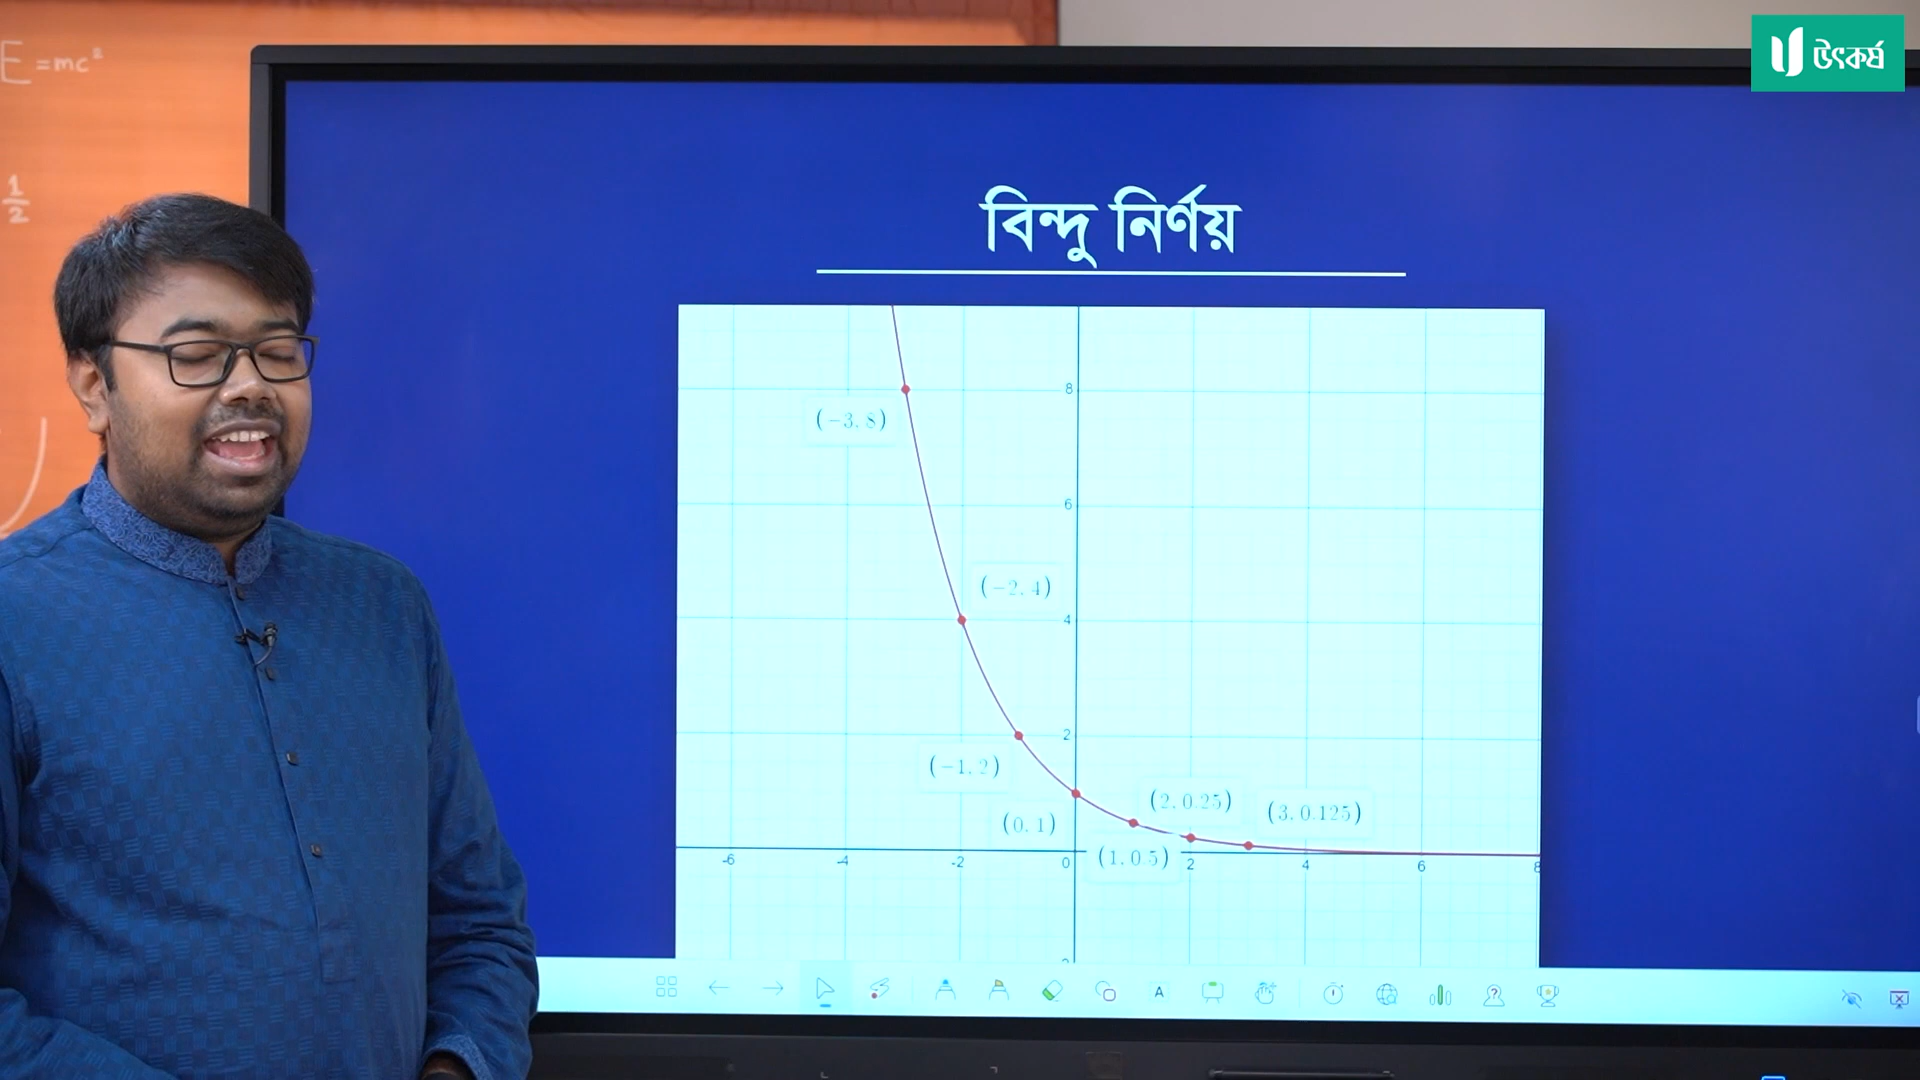 E=mc²
উৎকর্ষ
1/2
বিন্দু নির্ণয়
8
(-3, 8)
6
(-2, 4)
4
2
(-1, 2)
(2, 0.25)
(3, 0.125)
(0, 1)
(1, 0.5)
-6 -4 -2 0 2 4 6 8
A